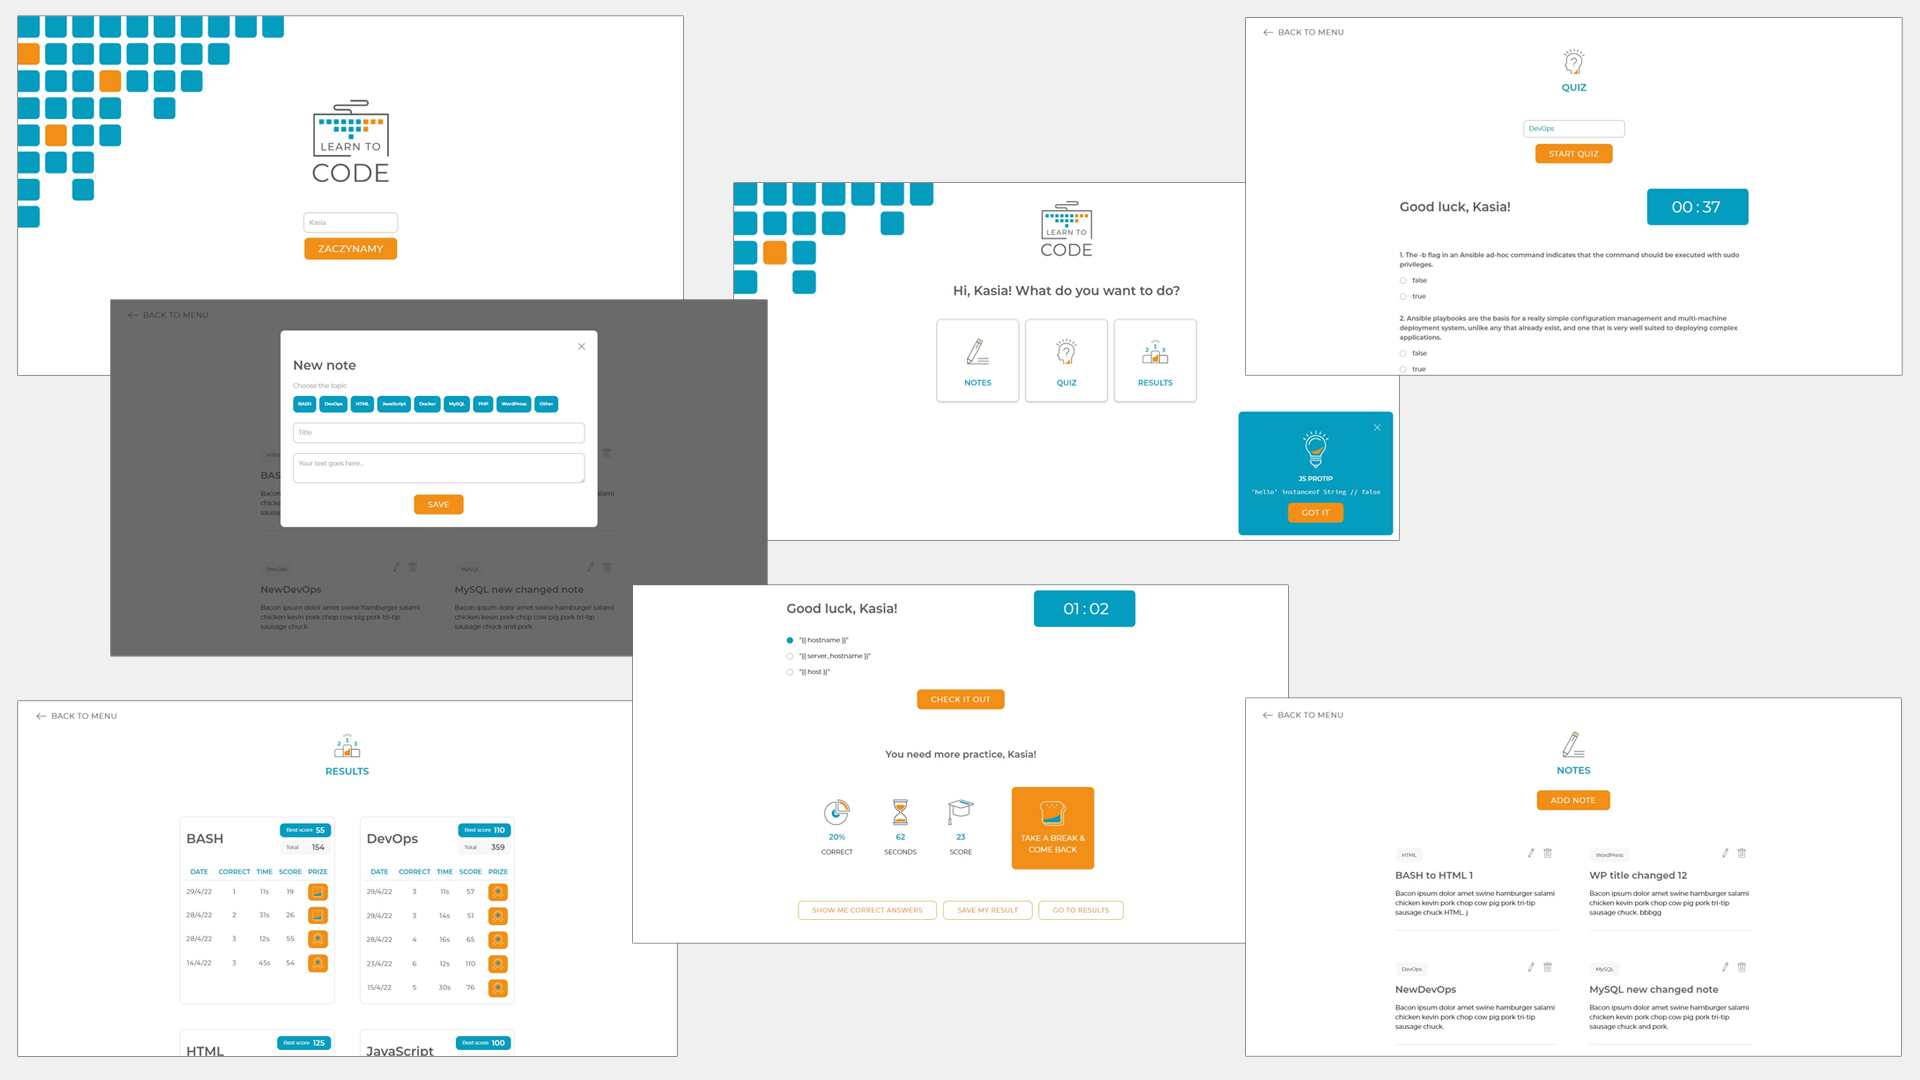 LEARN TO
CODE
Kasia
ZACZYNAMY
BACK TO MENU
New note
Choose the topic
BASH DevOps HTML JavaScript Docker MySQL PHP WordPress Other
Title
Your text goes here...
SAVE
DevOps
NewDevOps
Bacon ipsum dolor amet swine hamburger salami
chicken kevin pork chop cow pig pork tri-tip
sausage chuck.
MySQL
MySQL new changed note
Bacon ipsum dolor amet swine hamburger salami
chicken kevin pork chop cow pig pork tri-tip
sausage chuck and pork.
LEARN TO
CODE
Hi, Kasia! What do you want to do?
NOTES
QUIZ
2 1 3
RESULTS
JS PROTIP
'hello' instanceof String // false
GOT IT
BACK TO MENU
QUIZ
DevOps
START QUIZ
Good luck, Kasia!
00 : 37
1. The -b flag in an Ansible ad-hoc command indicates that the command should be executed with sudo
privileges.
false
true
2. Ansible playbooks are the basis for a really simple configuration management and multi-machine
deployment system, unlike any that already exist, and one that is very well suited to deploying complex
applications.
false
true
BACK TO MENU
2 1 3
RESULTS
BASH
Best score 55
Total 154
DATE CORRECT TIME SCORE PRIZE
29/4/22 1 11s 19
28/4/22 2 31s 26
28/4/22 3 12s 55
14/4/22 3 45s 54
DevOps
Best score 110
Total 359
DATE CORRECT TIME SCORE PRIZE
29/4/22 3 11s 57
29/4/22 3 14s 51
28/4/22 4 16s 65
23/4/22 6 12s 110
15/4/22 5 30s 76
HTML
Best score 125
JavaScript
Best score 100
Good luck, Kasia!
01 : 02
"{{ hostname }}"
"{{ server_hostname }}"
"{{ host }}"
CHECK IT OUT
You need more practice, Kasia!
20%
CORRECT
62
SECONDS
23
SCORE
TAKE A BREAK &
COME BACK
SHOW ME CORRECT ANSWERS
SAVE MY RESULT
GO TO RESULTS
BACK TO MENU
NOTES
ADD NOTE
HTML
BASH to HTML 1
Bacon ipsum dolor amet swine hamburger salami
chicken kevin pork chop cow pig pork tri-tip
sausage chuck HTML. j
WordPress
WP title changed 12
Bacon ipsum dolor amet swine hamburger salami
chicken kevin pork chop cow pig pork tri-tip
sausage chuck. bbbgg
DevOps
NewDevOps
Bacon ipsum dolor amet swine hamburger salami
chicken kevin pork chop cow pig pork tri-tip
sausage chuck.
MySQL
MySQL new changed note
Bacon ipsum dolor amet swine hamburger salami
chicken kevin pork chop cow pig pork tri-tip
sausage chuck and pork.